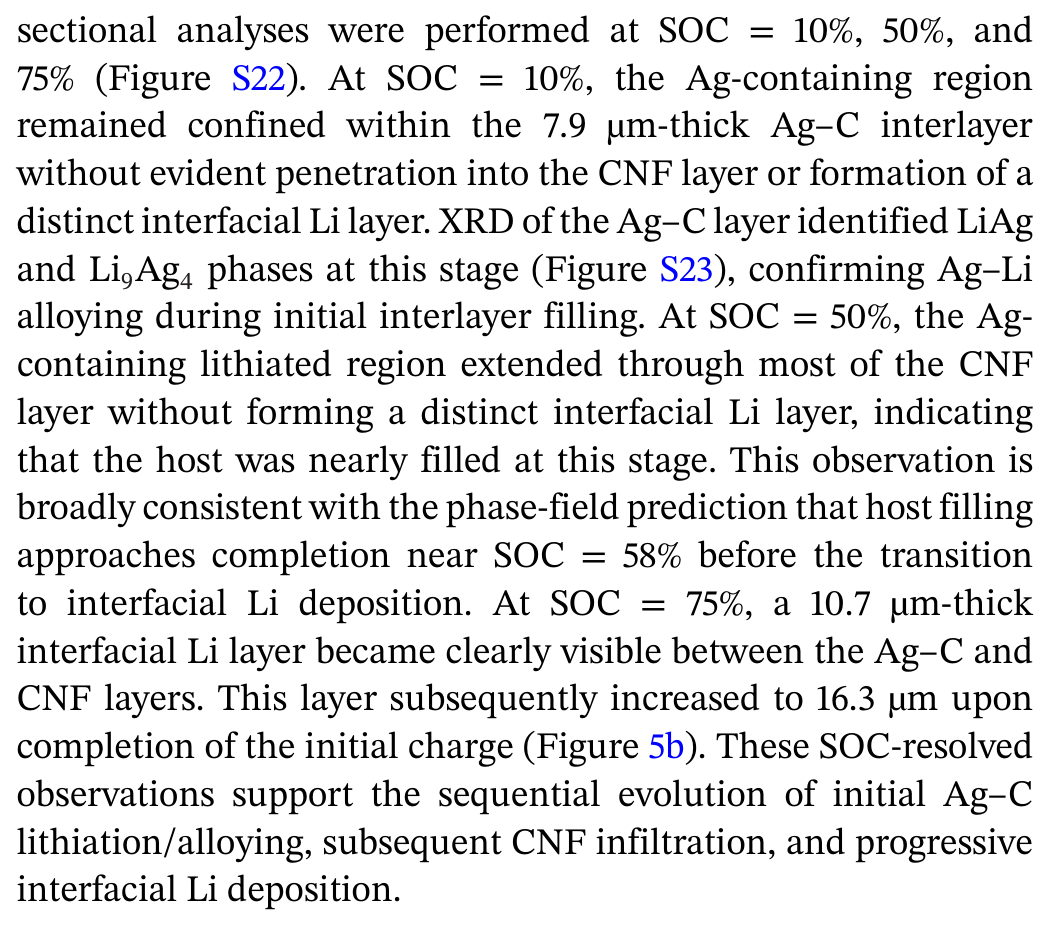 sectional analyses were performed at SOC = 10%, 50%, and
75% (Figure S22). At SOC = 10%, the Ag-containing region
remained confined within the 7.9 μm-thick Ag–C interlayer
without evident penetration into the CNF layer or formation of a
distinct interfacial Li layer. XRD of the Ag–C layer identified LiAg
and Li₉Ag₄ phases at this stage (Figure S23), confirming Ag–Li
alloying during initial interlayer filling. At SOC = 50%, the Ag-
containing lithiated region extended through most of the CNF
layer without forming a distinct interfacial Li layer, indicating
that the host was nearly filled at this stage. This observation is
broadly consistent with the phase-field prediction that host filling
approaches completion near SOC = 58% before the transition
to interfacial Li deposition. At SOC = 75%, a 10.7 μm-thick
interfacial Li layer became clearly visible between the Ag–C and
CNF layers. This layer subsequently increased to 16.3 μm upon
completion of the initial charge (Figure 5b). These SOC-resolved
observations support the sequential evolution of initial Ag–C
lithiation/alloying, subsequent CNF infiltration, and progressive
interfacial Li deposition.